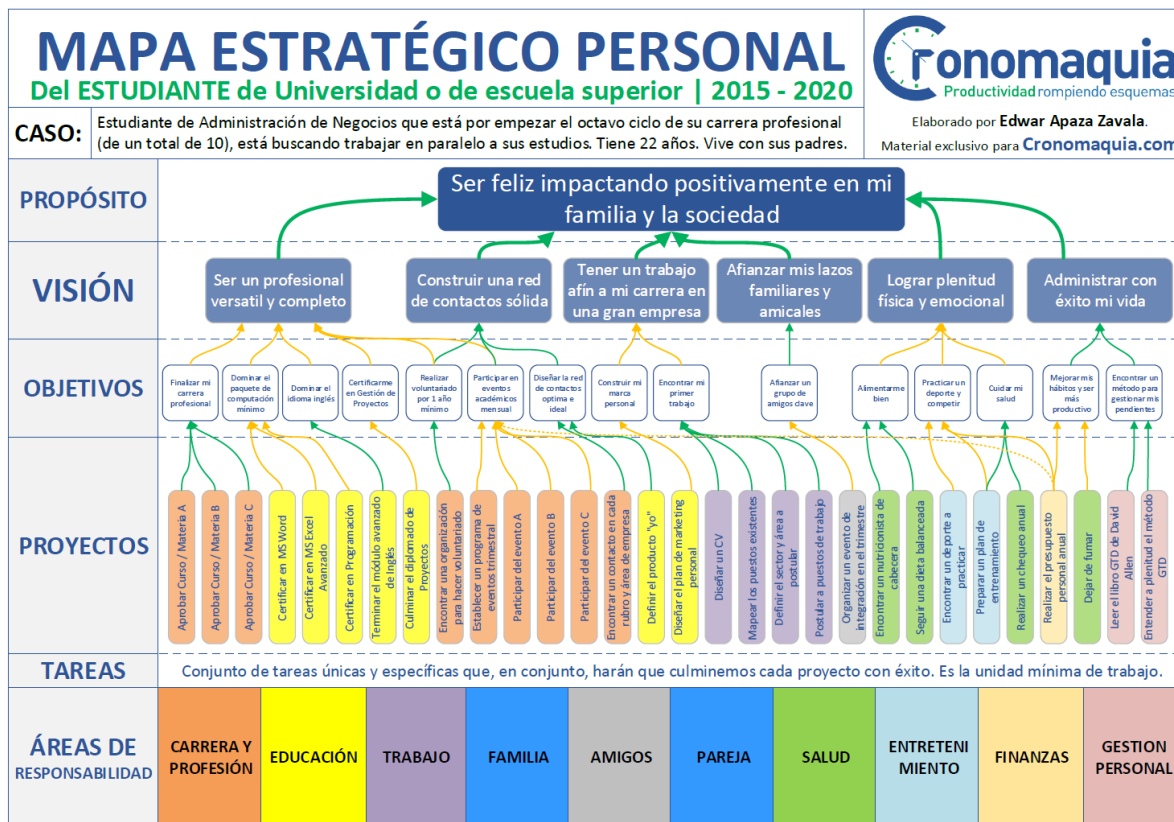 MAPA ESTRATÉGICO PERSONAL
Del ESTUDIANTE de Universidad o de escuela superior | 2015 - 2020
Cronomaquia
Productividad rompiendo esquemas
CASO:
Estudiante de Administración de Negocios que está por empezar el octavo ciclo de su carrera profesional
(de un total de 10), está buscando trabajar en paralelo a sus estudios. Tiene 22 años. Vive con sus padres.
Elaborado por Edwar Apaza Zavala.
Material exclusivo para Cronomaquia.com
PROPÓSITO
Ser feliz impactando positivamente en mi
familia y la sociedad
VISIÓN
Ser un profesional
versatil y completo
Construir una red
de contactos sólida
Tener un trabajo
afín a mi carrera en
una gran empresa
Afianzar mis lazos
familiares y
amicales
Lograr plenitud
física y emocional
Administrar con
éxito mi vida
OBJETIVOS
Finalizar mi
carrera
profesional
Dominar el
paquete de
computación
mínimo
Dominar el
idioma inglés
Certificarme
en Gestión de
Proyectos
Realizar
voluntariado
por 1 año
mínimo
Participar en
eventos
académicos
mensual
Diseñar la red
de contactos
optima e
ideal
Construir mi
marca
personal
Encontrar mi
primer
trabajo
Afianzar un
grupo de
amigos clave
Alimentarme
bien
Practicar un
deporte y
competir
Cuidar mi
salud
Mejorar mis
hábitos y ser
más
productivo
Encontrar un
método para
gestionar mis
pendientes
PROYECTOS
Aprobar Curso / Materia A
Aprobar Curso / Materia B
Aprobar Curso / Materia C
Certificar en MS Word
Certificar en MS Excel
Avanzado
Certificar en Programación
Terminar el módulo avanzado
de Inglés
Culminar el diplomado de
Proyectos
Encontrar una organización
para hacer voluntariado
Establecer un programa de
eventos trimestral
Participar del evento A
Participar del evento B
Participar del evento C
Encontrar un contacto en cada
rubro y área de empresa
Definir el producto "yo"
Diseñar el plan de marketing
personal
Diseñar un CV
Mapear los puestos existentes
Definir el sector y área a
postular
Postular a puestos de trabajo
Organizar un evento de
integración en el trimestre
Encontrar un nutricionista de
cabecera
Seguir una dieta balanceada
Encontrar un deporte a
practicar
Preparar un plan de
entrenamiento
Realizar un chequeo anual
Realizar el presupuesto
personal anual
Dejar de fumar
Leer el libro GTD de David
Allen
Entender a plenitud el método
GTD
TAREAS
Conjunto de tareas únicas y específicas que, en conjunto, harán que culminemos cada proyecto con éxito. Es la unidad mínima de trabajo.
ÁREAS DE
RESPONSABILIDAD
CARRERA Y
PROFESIÓN
EDUCACIÓN
TRABAJO
FAMILIA
AMIGOS
PAREJA
SALUD
ENTRETENI
MIENTO
FINANZAS
GESTION
PERSONAL